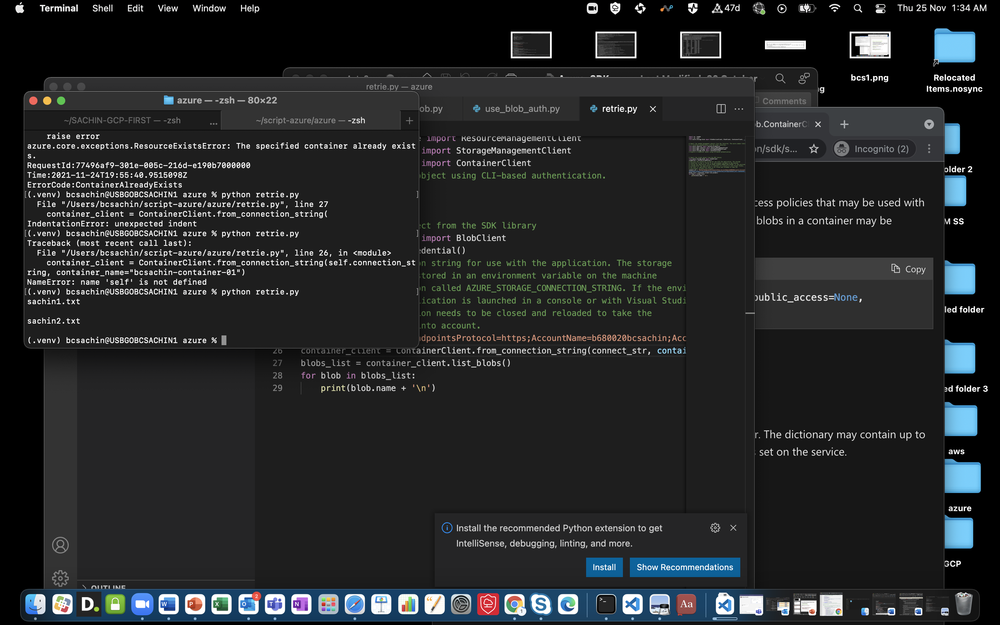 Terminal Shell Edit View Window Help 47d Thu 25 Nov 1:34 AM
bcs1.png
Relocated
Items.nosync
retrie.py — azure
Comments
azure — -zsh — 80×22
~/SACHIN-GCP-FIRST — -zsh ... ~/script-azure/azure — -zsh +
ob.py use_blob_auth.py retrie.py
raise error
azure.core.exceptions.ResourceExistsError: The specified container already exist
s.
RequestId:77496af9-301e-005c-216d-e190b7000000
Time:2021-11-24T19:55:40.9515098Z
ErrorCode:ContainerAlreadyExists
[(.venv) bcsachin@USBGOBCSACHIN1 azure % python retrie.py ]
File "/Users/bcsachin/script-azure/azure/retrie.py", line 27
container_client = ContainerClient.from_connection_string(
IndentationError: unexpected indent
[(.venv) bcsachin@USBGOBCSACHIN1 azure % python retrie.py ]
Traceback (most recent call last):
File "/Users/bcsachin/script-azure/azure/retrie.py", line 26, in <module>
container_client = ContainerClient.from_connection_string(self.connection_st
ring, container_name="bcsachin-container-01")
NameError: name 'self' is not defined
[(.venv) bcsachin@USBGOBCSACHIN1 azure % python retrie.py ]
sachin1.txt
sachin2.txt
(.venv) bcsachin@USBGOBCSACHIN1 azure %
import ResourceManagementClient
import StorageManagementClient
import ContainerClient
bject using CLI-based authentication.
ect from the SDK library
import BlobClient
edential()
on string for use with the application. The storage
stored in an environment variable on the machine
on called AZURE_STORAGE_CONNECTION_STRING. If the envi
ication is launched in a console or with Visual Studi
ion needs to be closed and reloaded to take the
into account.
dpointsProtocol=https;AccountName=b680020bcsachin;Acc
26 container_client = ContainerClient.from_connection_string(connect_str, contai
27 blobs_list = container_client.list_blobs()
28 for blob in blobs_list:
29 print(blob.name + '\n')
OUTLINE
Install the recommended Python extension to get
IntelliSense, debugging, linting, and more.
Install Show Recommendations
b.ContainerC
on/sdk/s... Incognito (2)
cess policies that may be used with
blobs in a container may be
Copy
public_access=None,
r. The dictionary may contain up to
set on the service.
older 2
M SS
led folder
ed folder 3
aws
azure
GCP
2
1
Aa